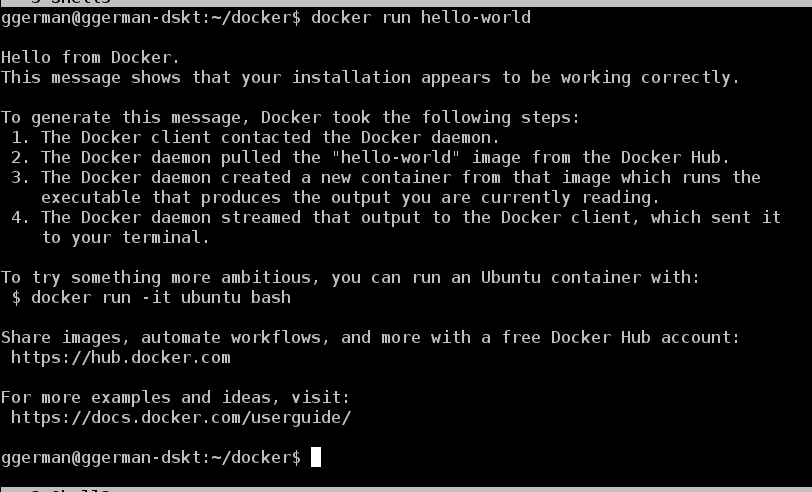 ggerman@ggerman-dskt:~/docker$ docker run hello-world
Hello from Docker.
This message shows that your installation appears to be working correctly.
To generate this message, Docker took the following steps:
1. The Docker client contacted the Docker daemon.
2. The Docker daemon pulled the "hello-world" image from the Docker Hub.
3. The Docker daemon created a new container from that image which runs the
executable that produces the output you are currently reading.
4. The Docker daemon streamed that output to the Docker client, which sent it
to your terminal.
To try something more ambitious, you can run an Ubuntu container with:
$ docker run -it ubuntu bash
Share images, automate workflows, and more with a free Docker Hub account:
https://hub.docker.com
For more examples and ideas, visit:
https://docs.docker.com/userguide/
ggerman@ggerman-dskt:~/docker$